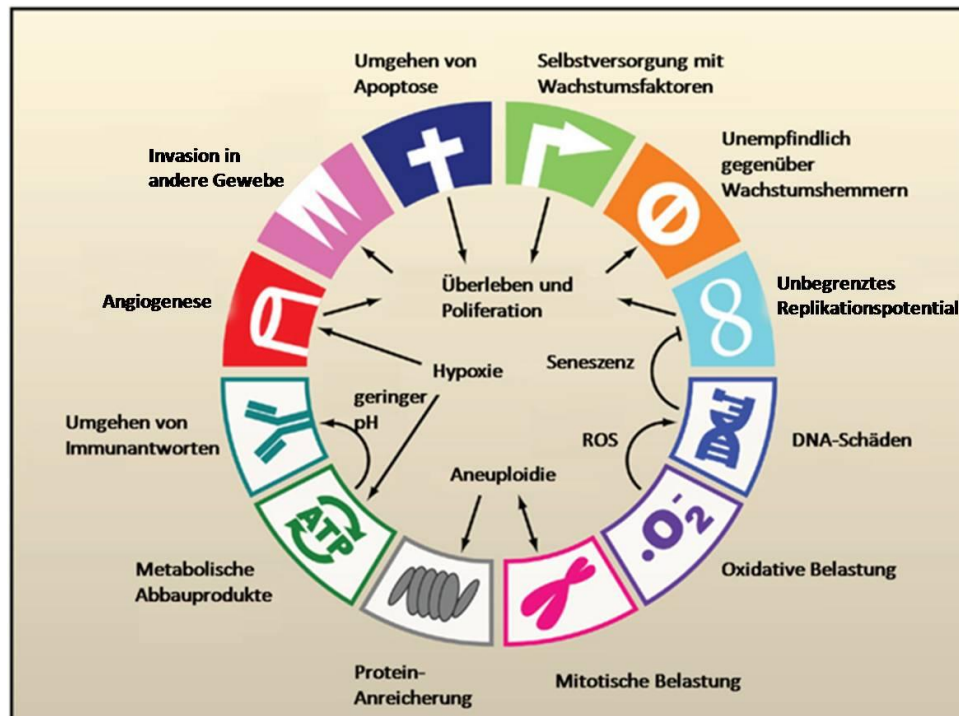 Umgehen von
Apoptose
Selbstversorgung mit
Wachstumsfaktoren
Invasion in
andere Gewebe
Unempfindlich
gegenüber
Wachstumshemmern
Angiogenese
Überleben und
Poliferation
Unbegrenztes
Replikationspotential
Seneszenz
Hypoxie
geringer
pH
Umgehen von
Immunantworten
ROS
DNA-Schäden
Aneuploidie
ATP
•O2-
Metabolische
Abbauprodukte
Oxidative Belastung
Protein-
Anreicherung
Mitotische Belastung